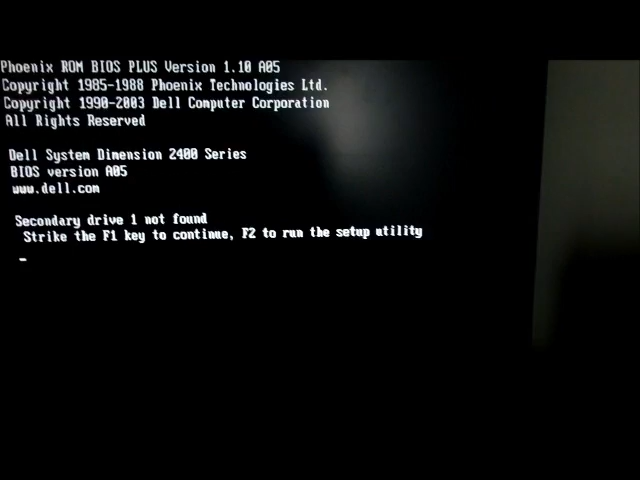 Phoenix ROM BIOS PLUS Version 1.10 A05
Copyright 1985-1988 Phoenix Technologies Ltd.
Copyright 1990-2003 Dell Computer Corporation
All Rights Reserved
Dell System Dimension 2400 Series
BIOS version A05
www.dell.com
Secondary drive 1 not found
Strike the F1 key to continue, F2 to run the setup utility